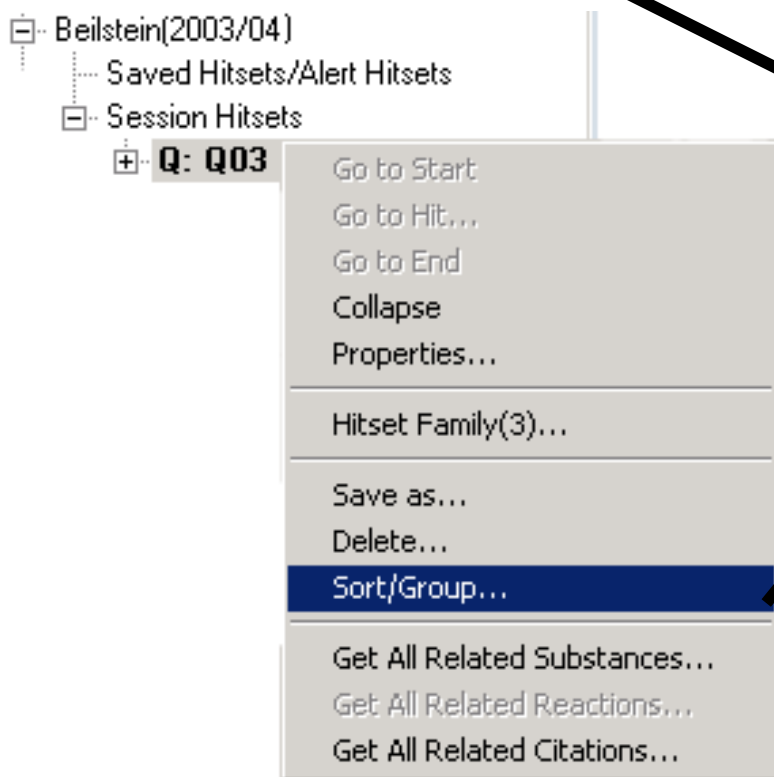 Beilstein(2003/04)
Saved Hitsets/Alert Hitsets
Session Hitsets
Q: Q03
Go to Start
Go to Hit...
Go to End
Collapse
Properties...
Hitset Family(3)...
Save as...
Delete...
Sort/Group...
Get All Related Substances...
Get All Related Reactions...
Get All Related Citations...